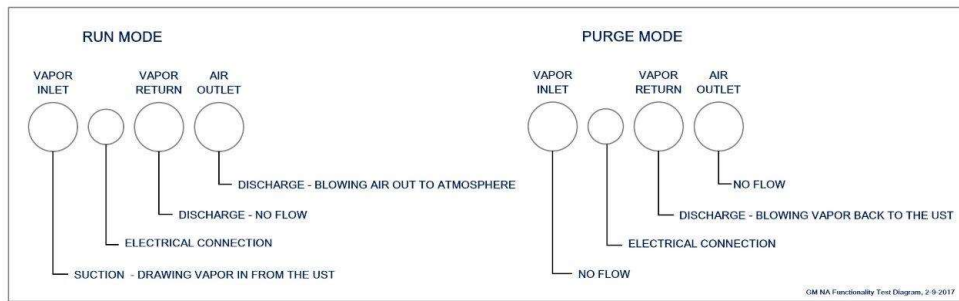 RUN MODE
VAPOR INLET
VAPOR RETURN
AIR OUTLET
DISCHARGE - BLOWING AIR OUT TO ATMOSPHERE
DISCHARGE - NO FLOW
ELECTRICAL CONNECTION
SUCTION - DRAWING VAPOR IN FROM THE UST
PURGE MODE
VAPOR INLET
VAPOR RETURN
AIR OUTLET
NO FLOW
DISCHARGE - BLOWING VAPOR BACK TO THE UST
ELECTRICAL CONNECTION
NO FLOW
GM NA Functionality Test Diagram, 2-9-2017